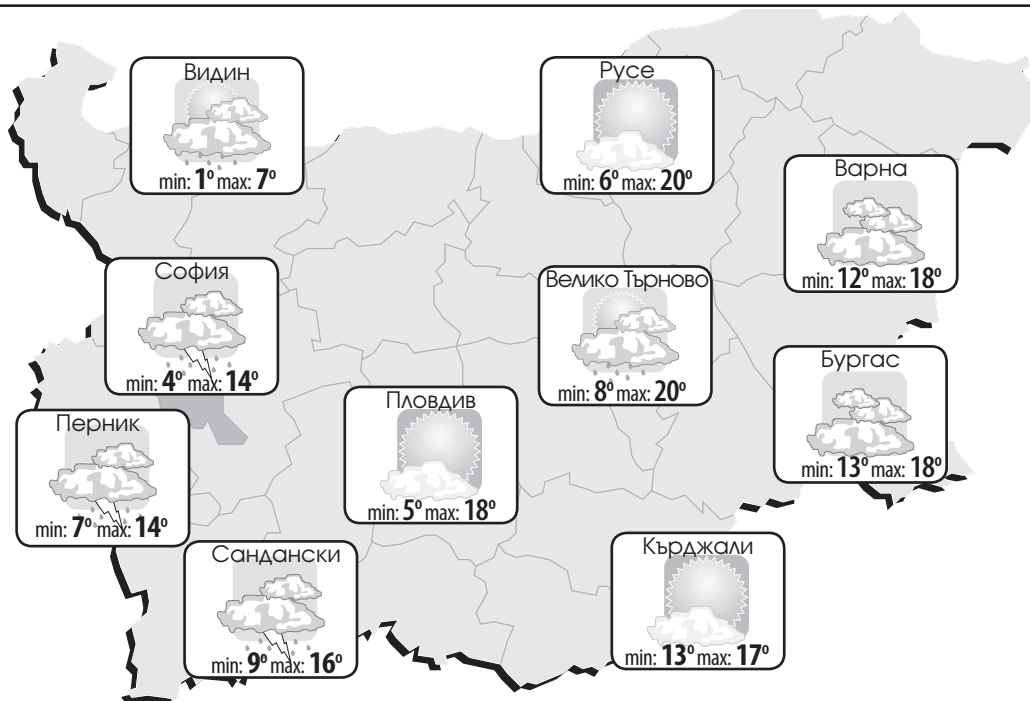 Видин
min: 1° max: 7°
Русе
min: 6° max: 20°
Варна
min: 12° max: 18°
София
min: 4° max: 14°
Велико Търново
min: 8° max: 20°
Бургас
min: 13° max: 18°
Пловдив
min: 5° max: 18°
Перник
min: 7° max: 14°
Сандански
min: 9° max: 16°
Кърджали
min: 13° max: 17°